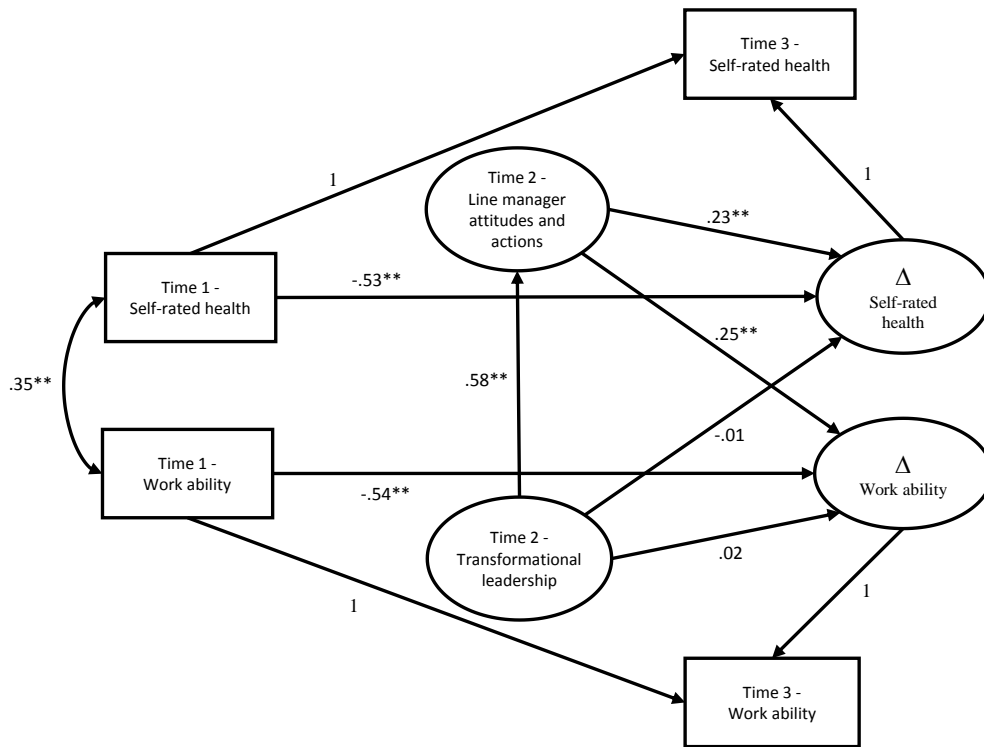 Time 3 -
Self-rated health
1
Time 2 -
Line manager
attitudes and
actions
.23**
1
Time 1 -
Self-rated health
-.53**
Δ
Self-rated
health
.25**
.35**
.58**
-.01
Time 1 -
Work ability
-.54**
Δ
Work ability
Time 2 -
Transformational
leadership
.02
1
1
Time 3 -
Work ability